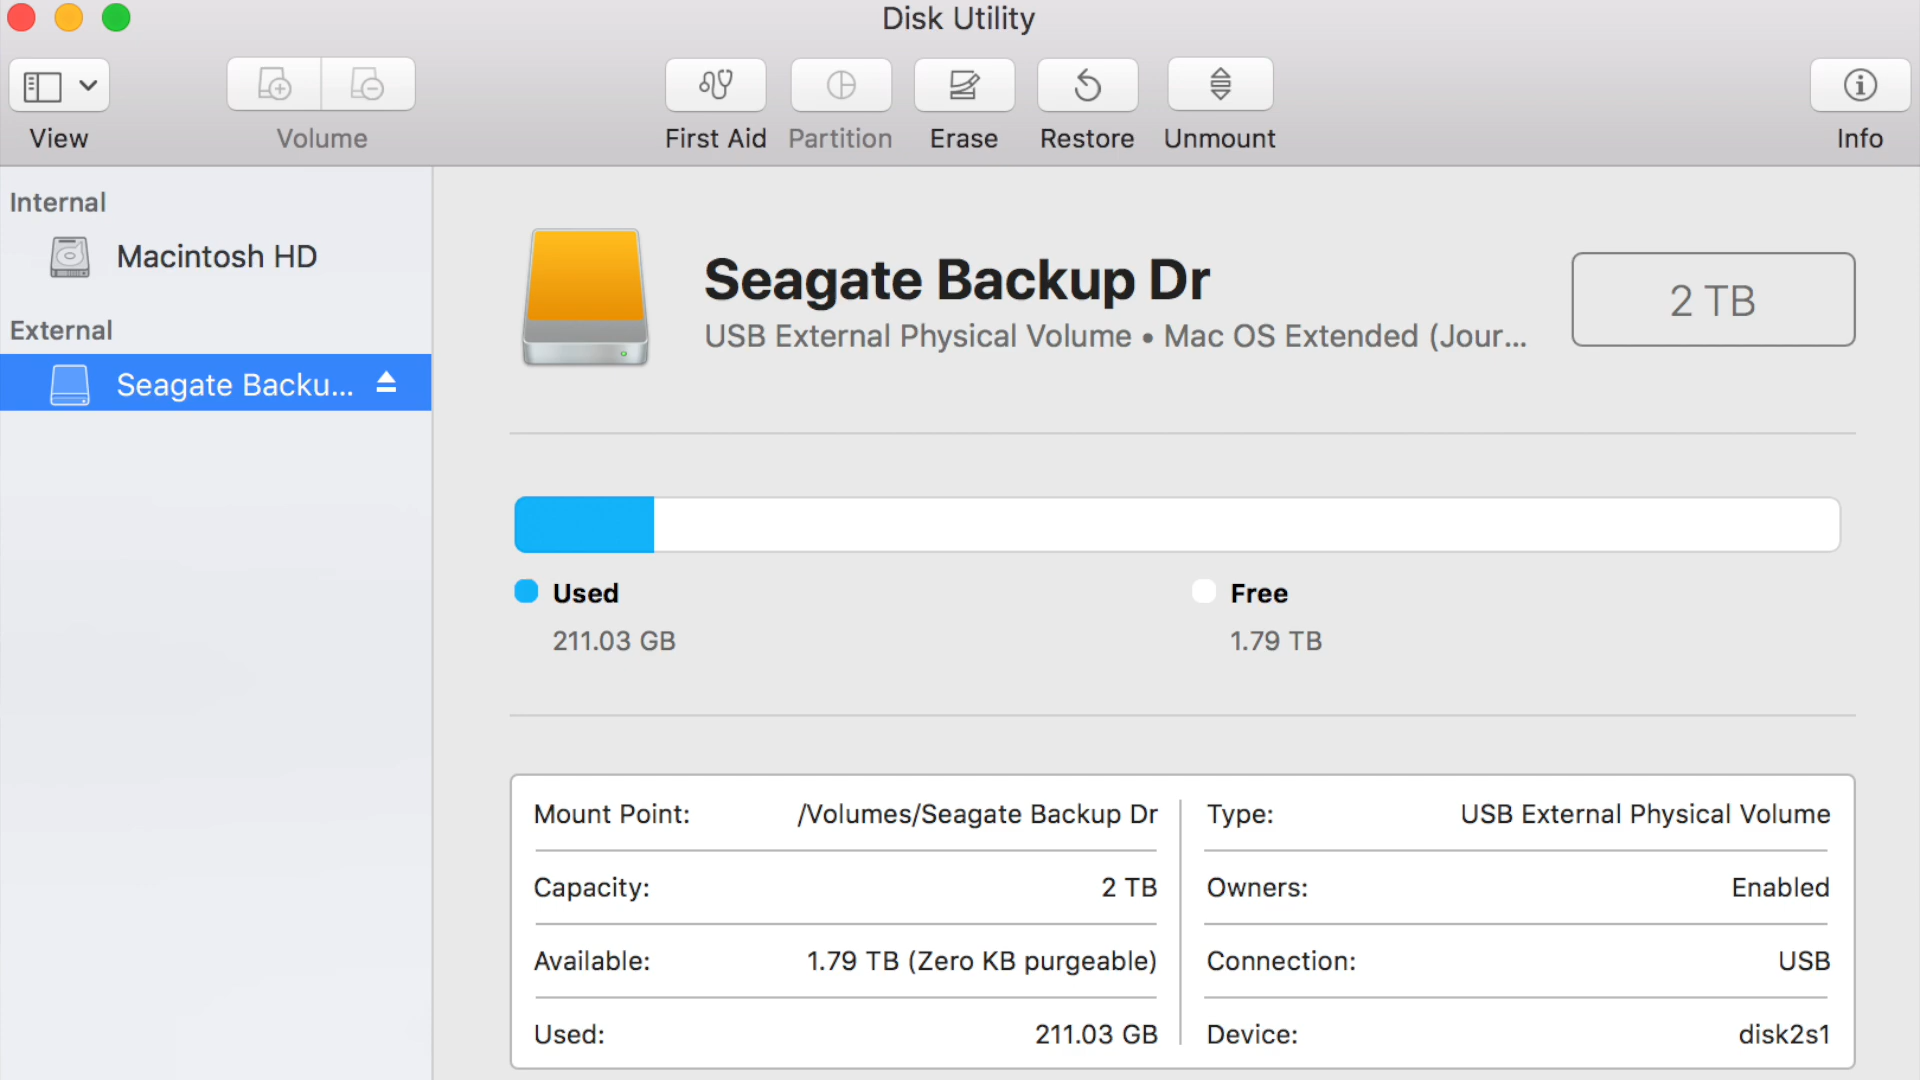 Disk Utility
View
Volume
First Aid
Partition
Erase
Restore
Unmount
Info
Internal
Macintosh HD
External
Seagate Backu...
Seagate Backup Dr
USB External Physical Volume • Mac OS Extended (Jour...
2 TB
Used
211.03 GB
Free
1.79 TB
Mount Point: /Volumes/Seagate Backup Dr
Capacity: 2 TB
Available: 1.79 TB (Zero KB purgeable)
Used: 211.03 GB
Type: USB External Physical Volume
Owners: Enabled
Connection: USB
Device: disk2s1